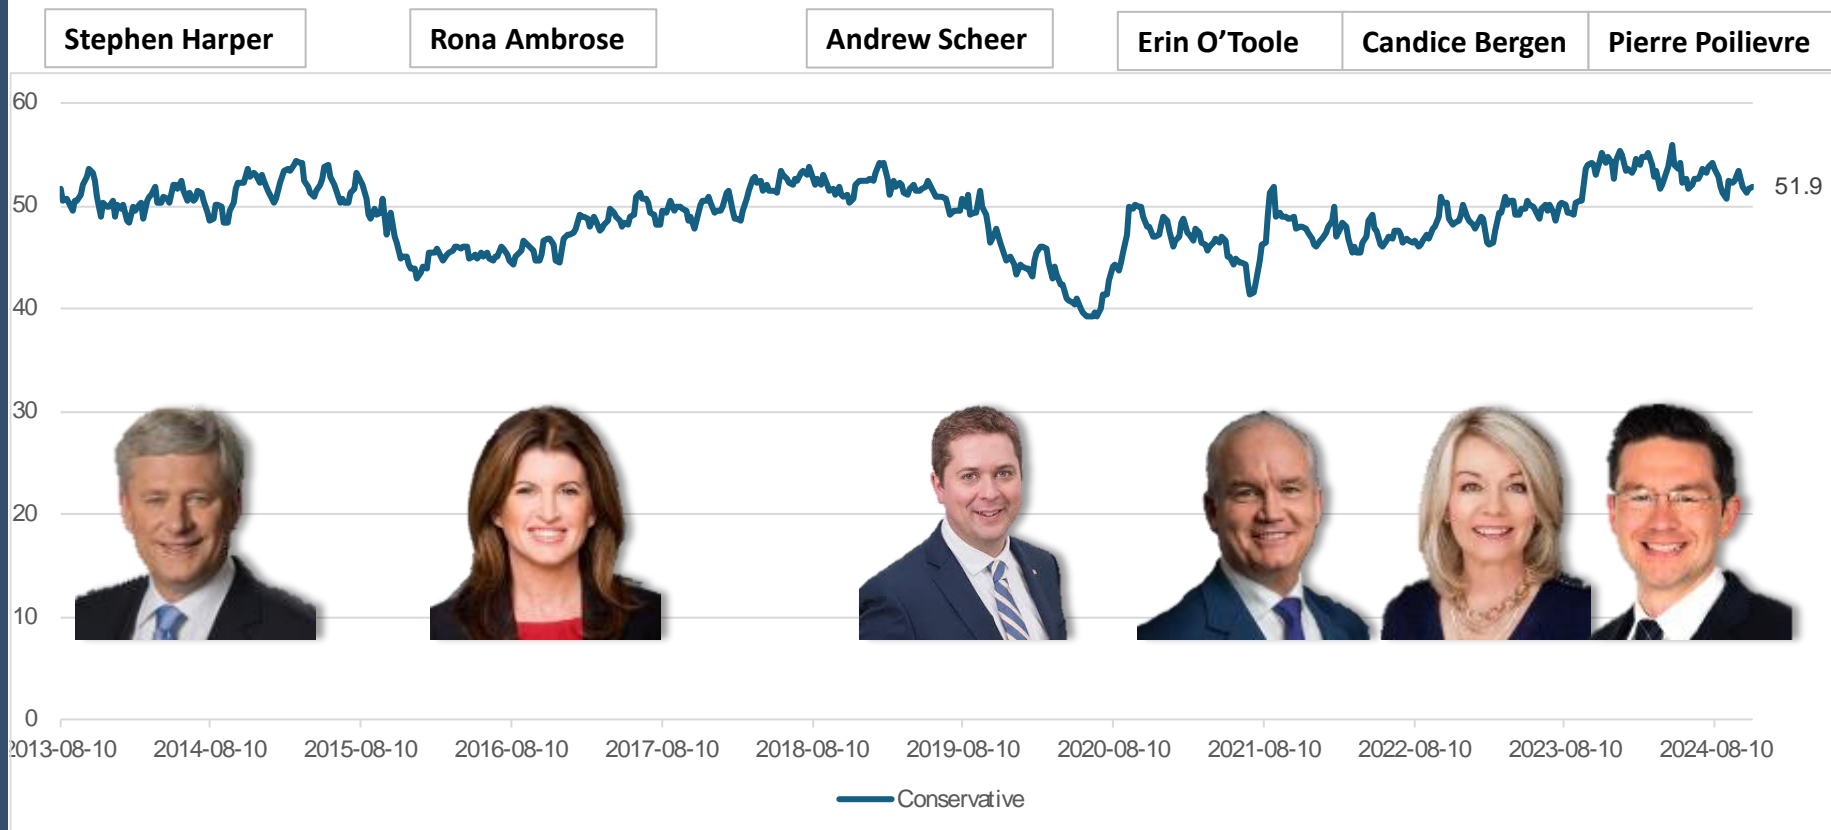 Stephen Harper
Rona Ambrose
Andrew Scheer
Erin O'Toole
Candice Bergen
Pierre Poilievre
60
50
40
30
20
10
0
51.9
2013-08-10
2014-08-10
2015-08-10
2016-08-10
2017-08-10
2018-08-10
2019-08-10
2020-08-10
2021-08-10
2022-08-10
2023-08-10
2024-08-10
Conservative